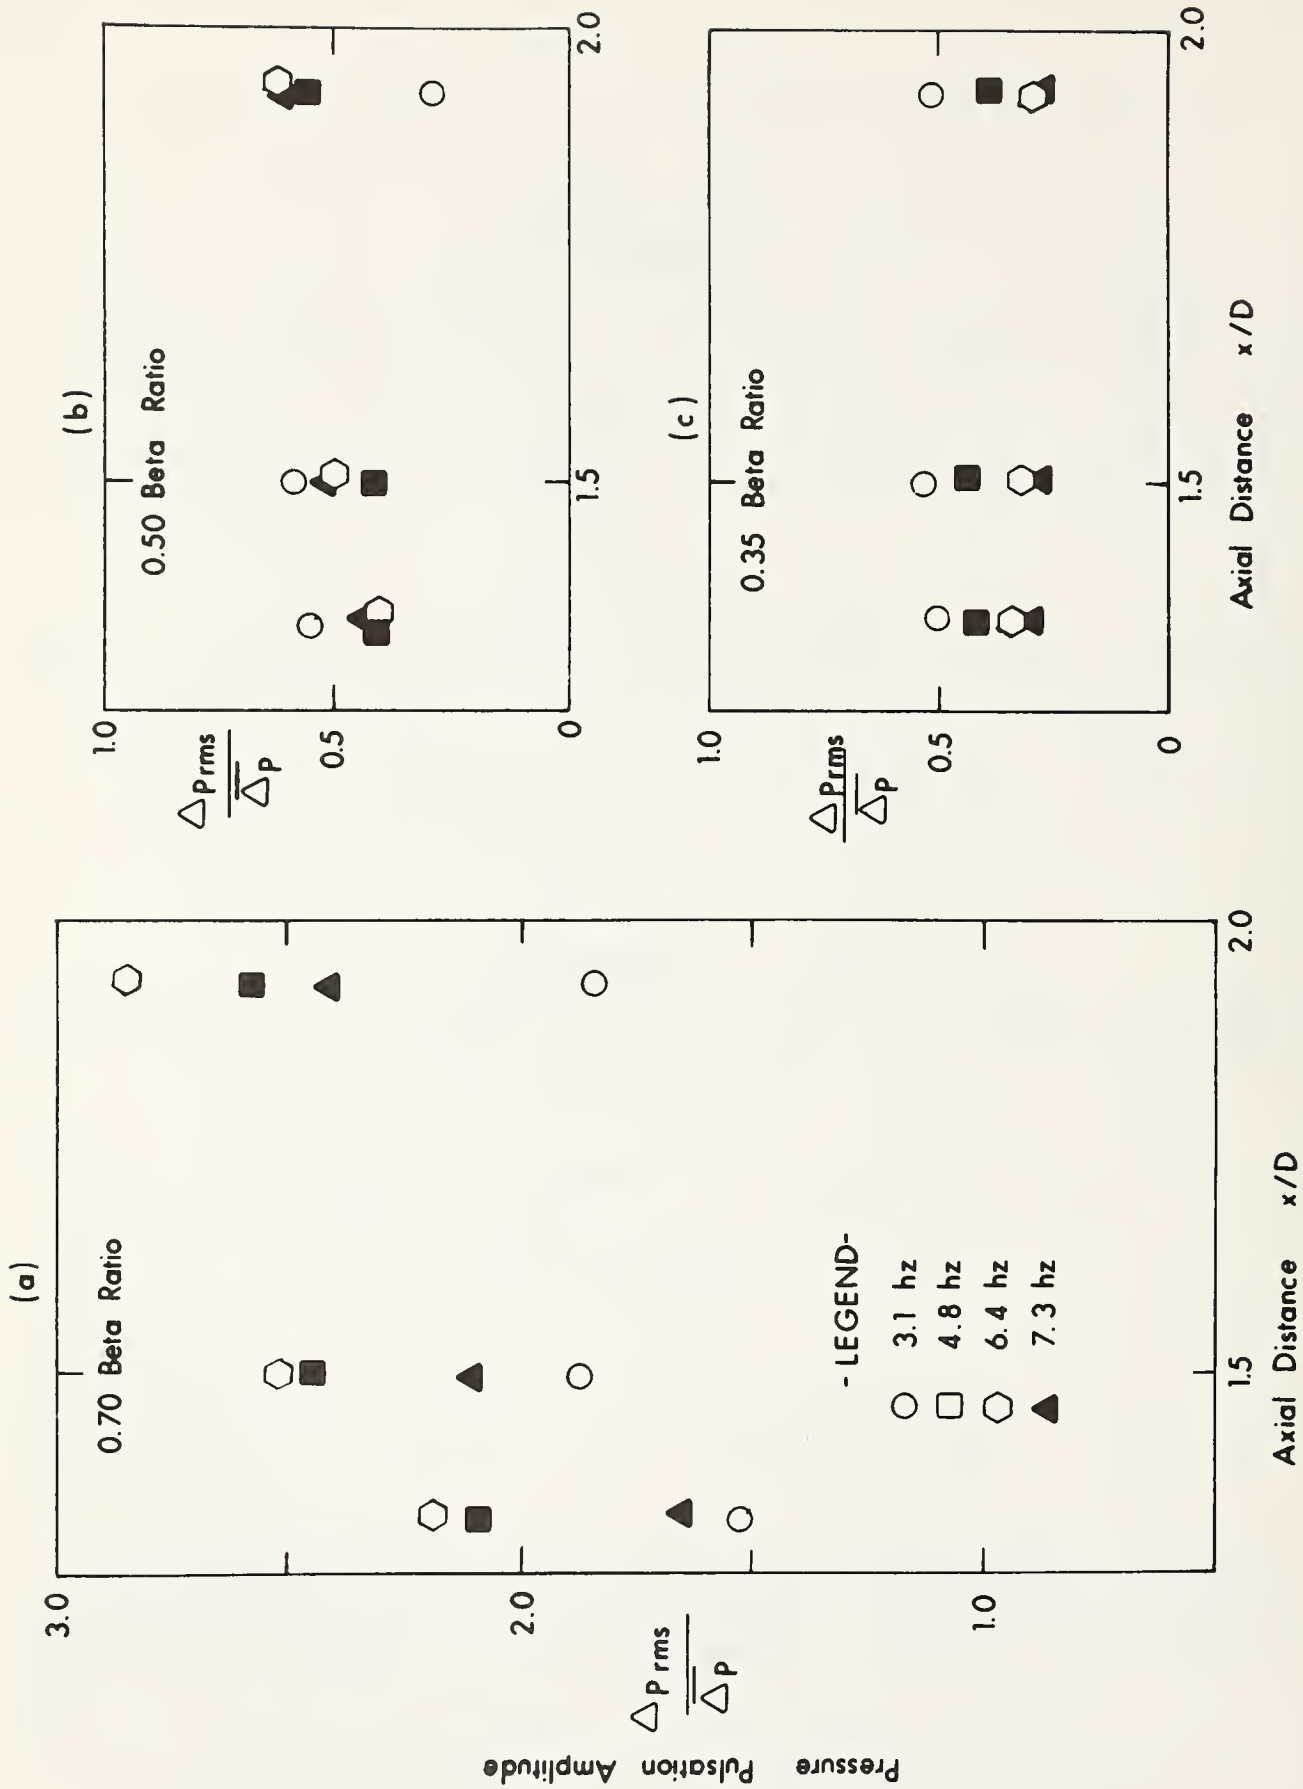 (a)
0.70 Beta Ratio
3.0
2.0
1.0
Pressure Pulsation Amplitude
△Prms
△P
- LEGEND-
3.1 hz
4.8 hz
6.4 hz
7.3 hz
1.5
2.0
Axial Distance x/D
(b)
0.50 Beta Ratio
1.0
△Prms
△P
0.5
0
1.5
2.0
(c)
0.35 Beta Ratio
1.0
△Prms
△P
0.5
0
1.5
2.0
Axial Distance x/D